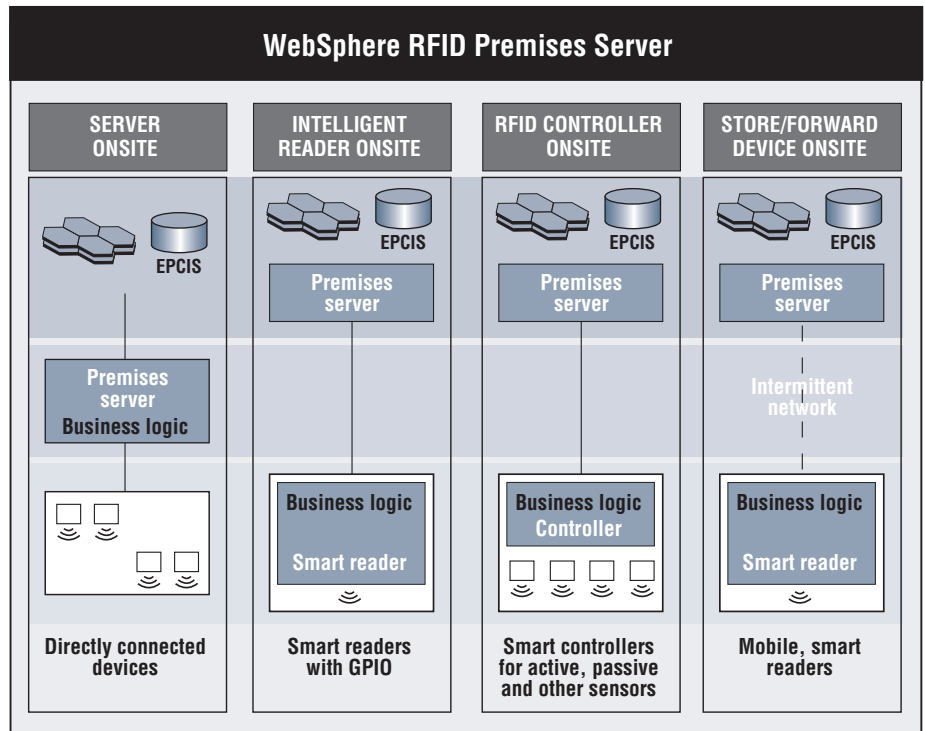 WebSphere RFID Premises Server
SERVER
ONSITE
EPCIS
Premises
server
Business logic
Directly connected
devices
INTELLIGENT
READER ONSITE
EPCIS
Premises
server
Business logic
Smart reader
Smart readers
with GPIO
RFID CONTROLLER
ONSITE
EPCIS
Premises
server
Business logic
Controller
Smart controllers
for active, passive
and other sensors
STORE/FORWARD
DEVICE ONSITE
EPCIS
Premises
server
Intermittent
network
Business logic
Smart reader
Mobile, smart
readers